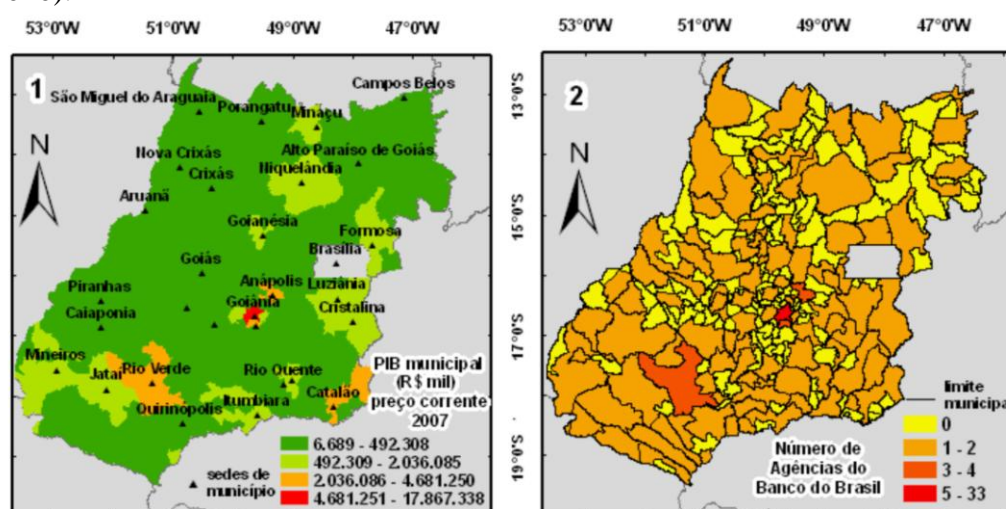 53°0'W 51°0'W 49°0'W 47°0'W
1
Campos Belos
São Miguel do Araguaia
Porangatu
Minaçu
N
Nova Crixás
Alto Paraíso de Goiás
Niquelândia
Crixás
Aruanã
Goianésia
Formosa
Brasília
Goiás
Luziânia
Anápolis
Piranhas
Goiânia
Cristalina
Caiaponia
Mineiros
Rio Verde
Jataí
Rio Quente
Catalão
Itumbiara
Quirinópolis
PIB municipal
(R$ mil)
preço corrente
2007
sedes de
município
6.689 - 492.308
492.309 - 2.036.085
2.036.086 - 4.681.250
4.681.251 - 17.867.338
53°0'W 51°0'W 49°0'W 47°0'W
2
N
13°0'S
15°0'S
17°0'S
19°0'S
limite
municipa
Número de
Agências do
Banco do Brasil
0
1 - 2
3 - 4
5 - 33